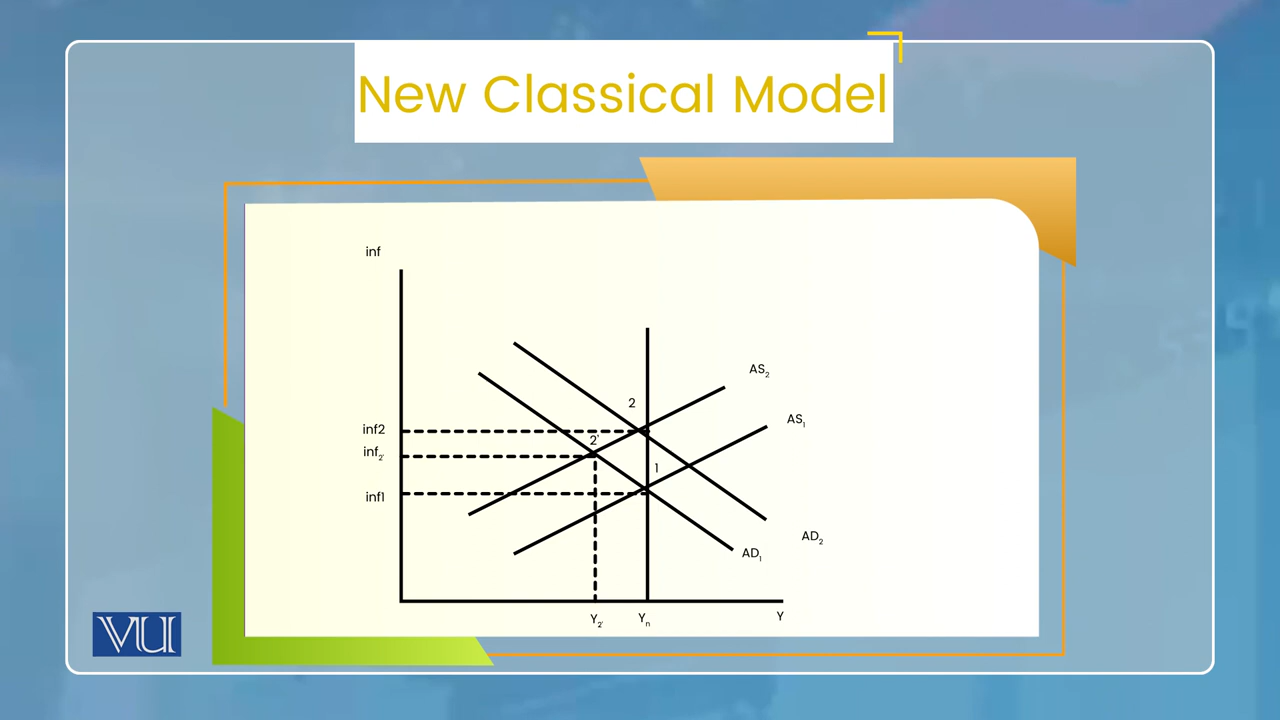 New Classical Model
inf
AS₂
2
AS₁
inf2
2'
inf₂'
1
inf1
AD₂
AD₁
Y₂' Yₙ Y
VU